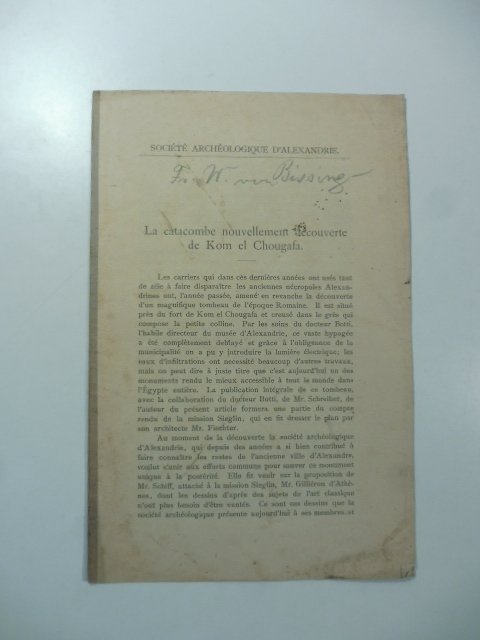 SOCIÉTÉ ARCHÉOLOGIQUE D'ALEXANDRIE.
Fr. W. von Bissing
La catacombe nouvellement découverte
de Kom el Chougafa.
Les carriers qui dans ces dernières années ont usés tant
de zèle à faire disparaître les anciennes nécropoles Alexan-
drines ont, l'année passée, amené en revanche la découverte
d'un magnifique tombeau de l'époque Romaine. Il est situé
près du fort de Kom el Chougafa et creusé dans le grès qui
compose la petite colline. Par les soins du docteur Botti,
l'habile directeur du musée d'Alexandrie, ce vaste hypogée
a été complètement déblayé et grâce à l'obligeance de la
municipalité on a pu y introduire la lumière électrique; les
eaux d'infiltrations ont necessité beaucoup d'autres travaux,
mais on peut dire à juste titre que c'est aujourd'hui un des
monuments rendu le mieux accessible à tout le monde dans
l'Égypte entière. La publication intégrale de ce tombeau,
avec la collaboration du docteur Botti, de Mr. Schreiber, de
l'auteur du présent article formera une partie du compte
rendu de la mission Sieglin, qui en fit dresser le plan par
son architecte Mr. Fiechter.
Au moment de la découverte la société archéologique
d'Alexandrie, qui depuis des années a si bien contribué à
faire connaître les restes de l'ancienne ville d'Alexandre,
voulut s'unir aux efforts communs pour sauver ce monument
unique à la postérité. Elle fit venir sur la proposition de
Mr. Schiff, attaché à la mission Sieglin, Mr. Gilliéron d'Athè-
nes, dont les dessins d'après des sujets de l'art classique
n'ont plus besoin d'être vantés. Ce sont ces dessins que la
société archéologique présente aujourd'hui à ses membres et